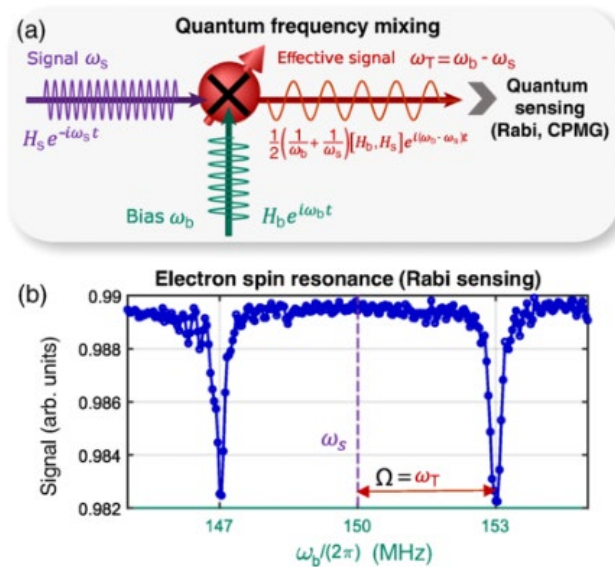 (a) Quantum frequency mixing
Signal ωs Effective signal ωT = ωb - ωs
Quantum sensing (Rabi, CPMG)
Hs e^{-iωst}
1/2 (1/ωb + 1/ωs) [Hb, Hs] e^{i(ωb - ωs)t}
Bias ωb Hb e^{iωbt}
(b) Electron spin resonance (Rabi sensing)
Signal (arb. units)
0.99
0.988
0.986
0.984
0.982
ωs
Ω = ωT
147 150 153
ωb/(2π) (MHz)